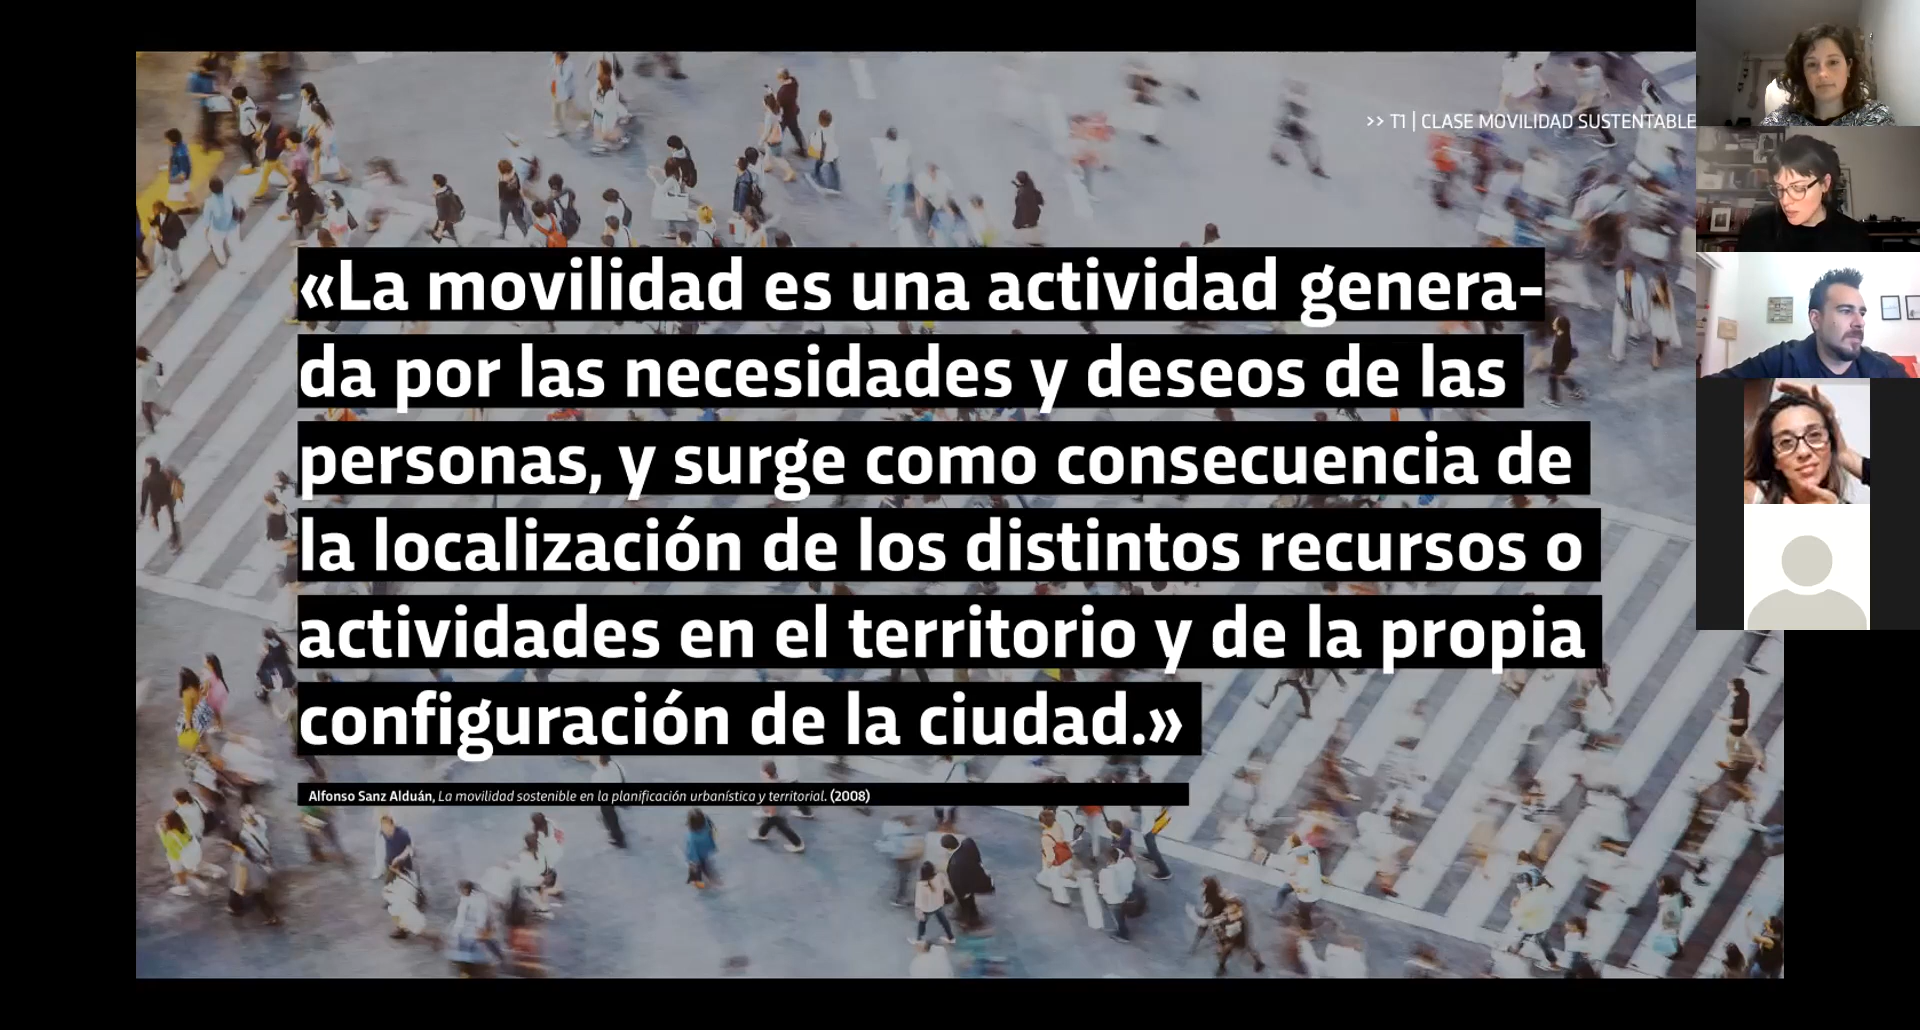 >> T1 | CLASE MOVILIDAD SUSTENTABLE
«La movilidad es una actividad genera-
da por las necesidades y deseos de las
personas, y surge como consecuencia de
la localización de los distintos recursos o
actividades en el territorio y de la propia
configuración de la ciudad.»
Alfonso Sanz Alduán, La movilidad sostenible en la planificación urbanística y territorial. (2008)